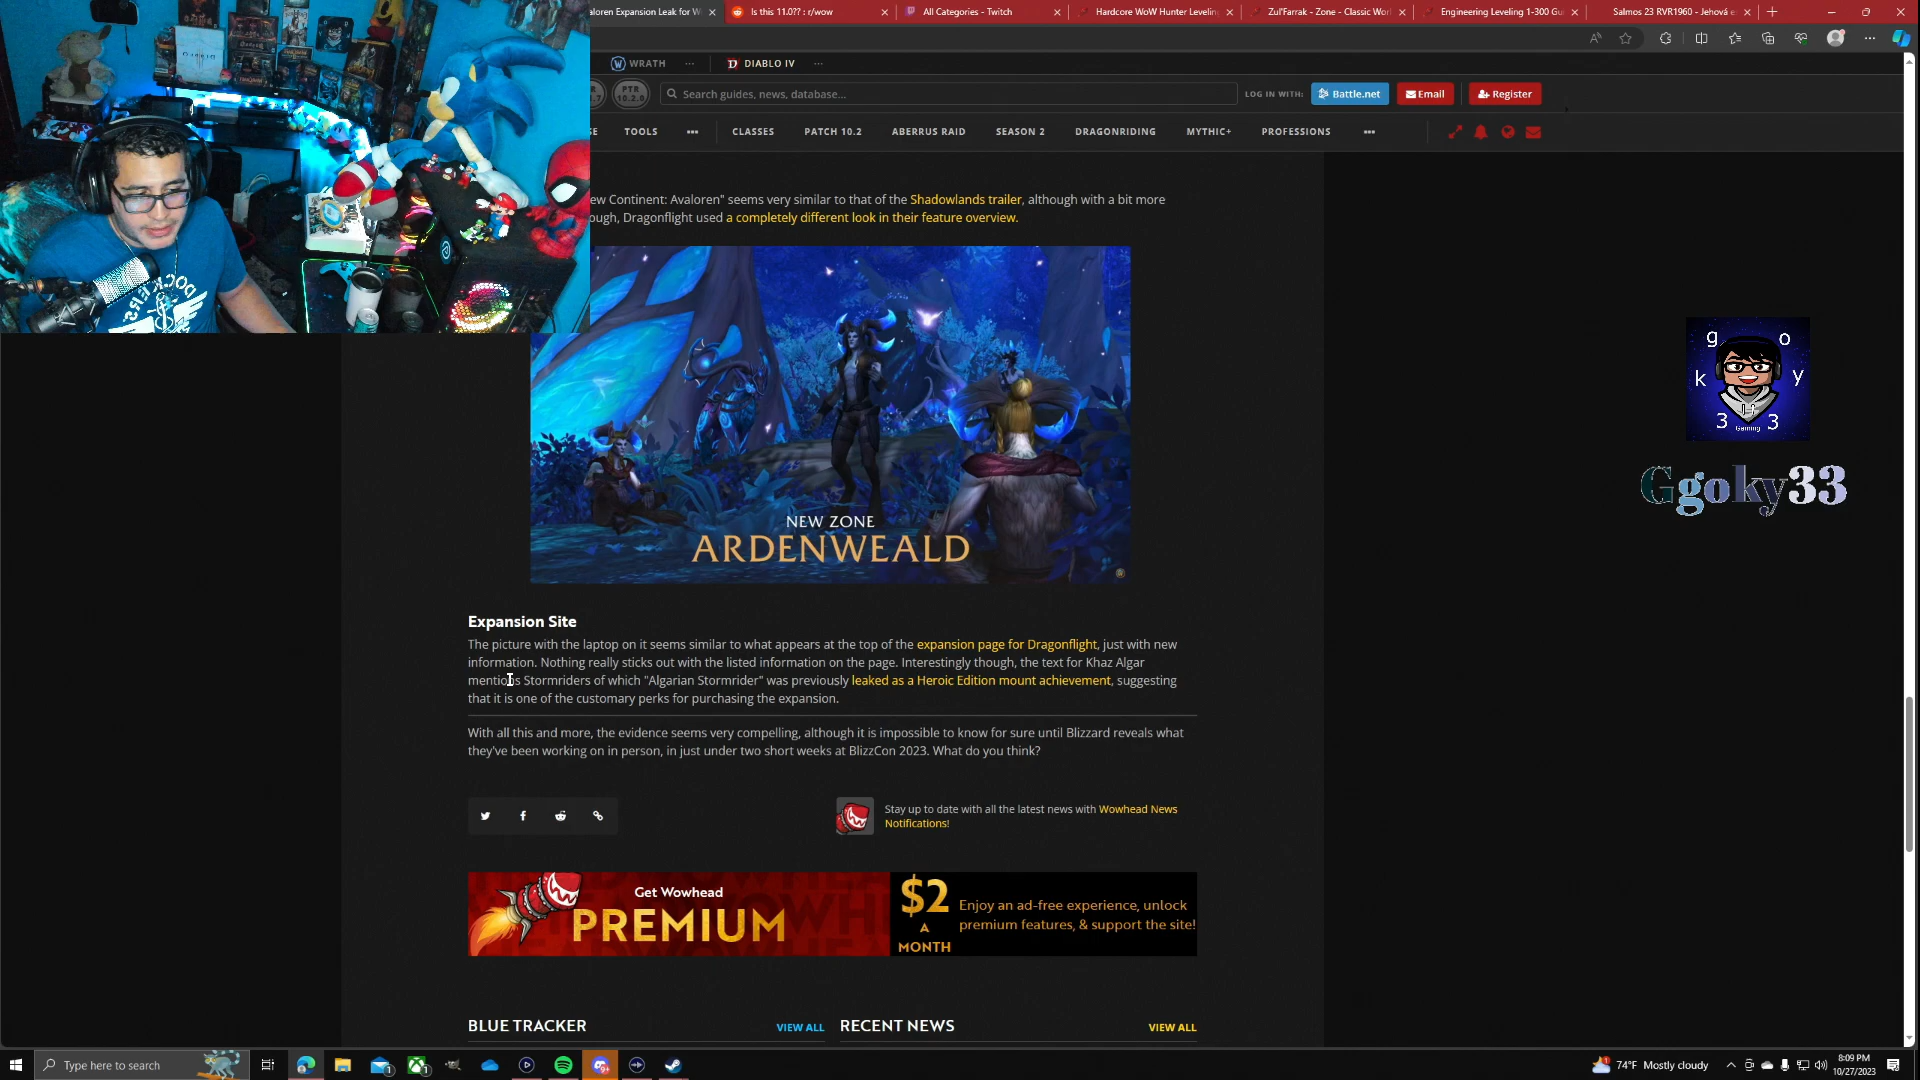 aloren Expansion Leak for W
Is this 11.0?? : r/wow
All Categories - Twitch
Hardcore WoW Hunter Leveling
Zul'Farrak - Zone - Classic Worl
Engineering Leveling 1-300 Gu
Salmos 23 RVR1960 - Jehová e
WRATH
DIABLO IV
PTR
10.2.0
Search guides, news, database...
LOG IN WITH:
Battle.net
Email
Register
SE
TOOLS
CLASSES
PATCH 10.2
ABERRUS RAID
SEASON 2
DRAGONRIDING
MYTHIC+
PROFESSIONS
ew Continent: Avaloren" seems very similar to that of the Shadowlands trailer, although with a bit more
ough, Dragonflight used a completely different look in their feature overview.
NEW ZONE
ARDENWEALD
Expansion Site
The picture with the laptop on it seems similar to what appears at the top of the expansion page for Dragonflight, just with new
information. Nothing really sticks out with the listed information on the page. Interestingly though, the text for Khaz Algar
mentions Stormriders of which "Algarian Stormrider" was previously leaked as a Heroic Edition mount achievement, suggesting
that it is one of the customary perks for purchasing the expansion.
With all this and more, the evidence seems very compelling, although it is impossible to know for sure until Blizzard reveals what
they've been working on in person, in just under two short weeks at BlizzCon 2023. What do you think?
Stay up to date with all the latest news with Wowhead News
Notifications!
Get Wowhead
PREMIUM
$2
A
MONTH
Enjoy an ad-free experience, unlock
premium features, & support the site!
BLUE TRACKER
VIEW ALL
RECENT NEWS
VIEW ALL
g o
k y
3 3
Gaming
Ggoky33
DOCKERS
Type here to search
74°F Mostly cloudy
8:09 PM
10/27/2023